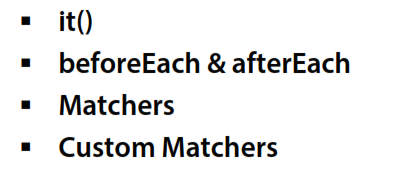 ▪ it()
▪ beforeEach & afterEach
▪ Matchers
▪ Custom Matchers